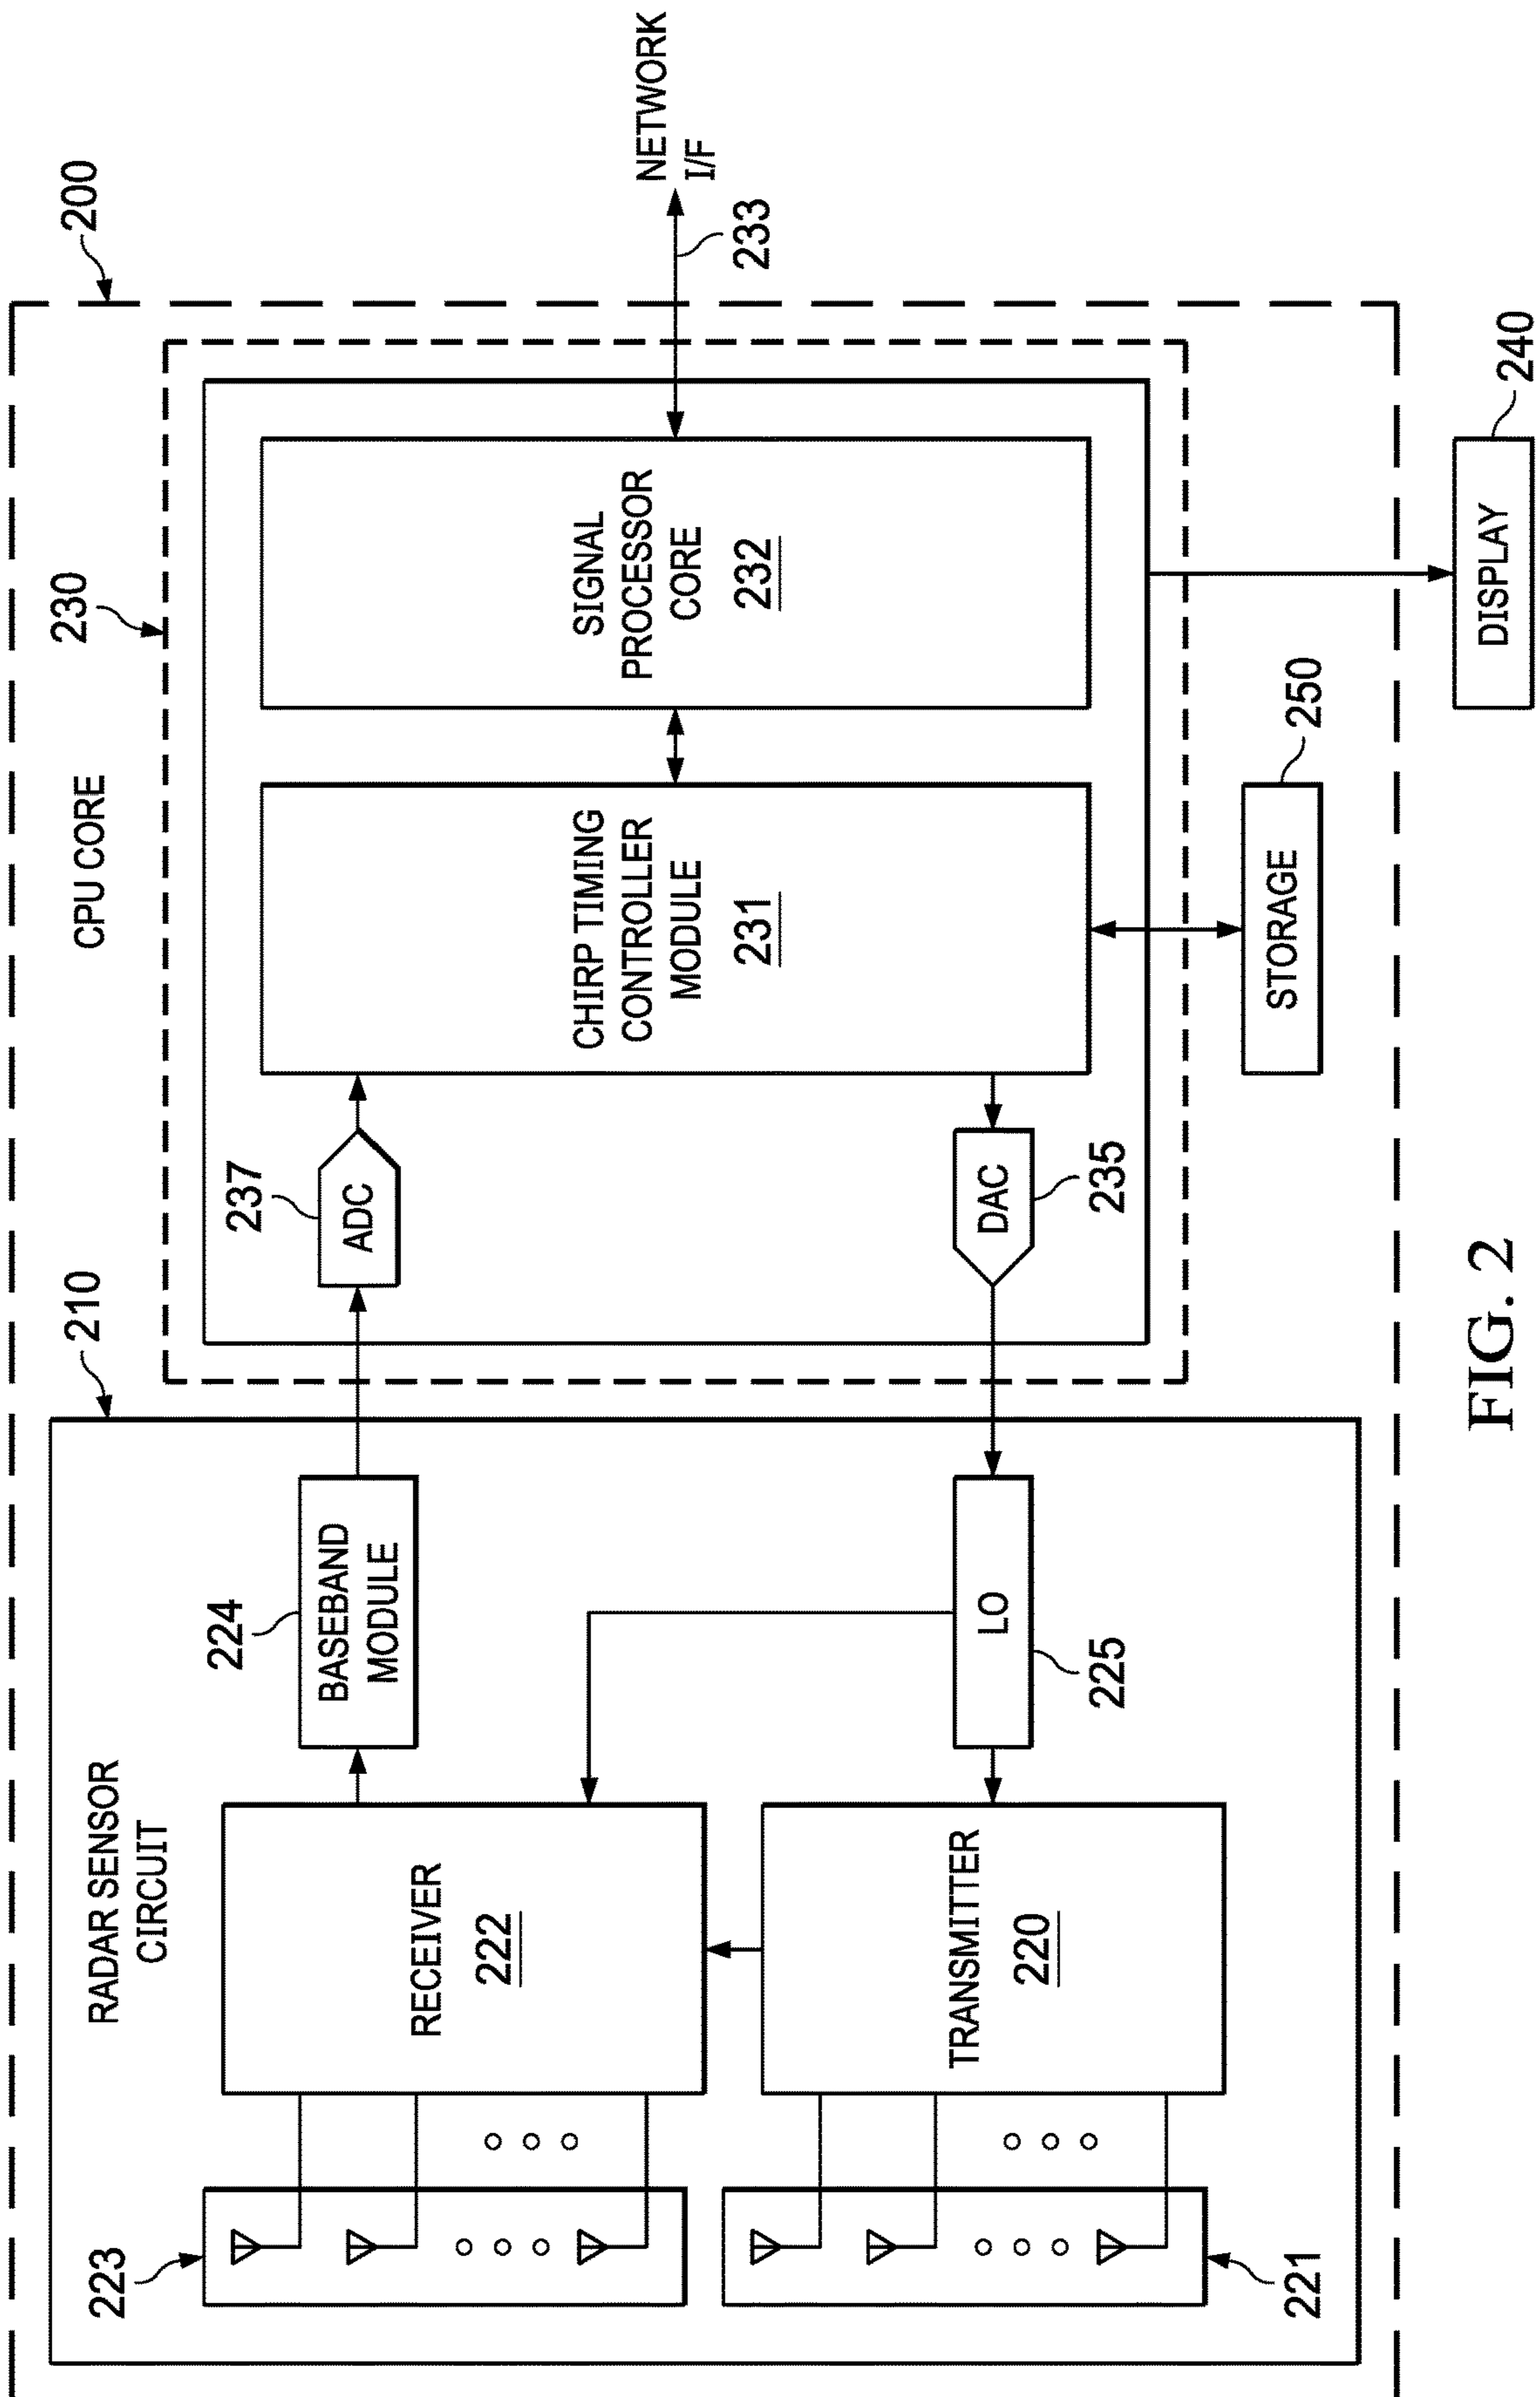 200
210
RADAR SENSOR
CIRCUIT
CPU CORE
230
223
RECEIVER
222
224
BASEBAND
MODULE
237
ADC
CHIRP TIMING
CONTROLLER
MODULE
231
SIGNAL
PROCESSOR
CORE
232
NETWORK
I/F
233
221
TRANSMITTER
220
LO
225
DAC
235
STORAGE
250
DISPLAY
240
FIG. 2